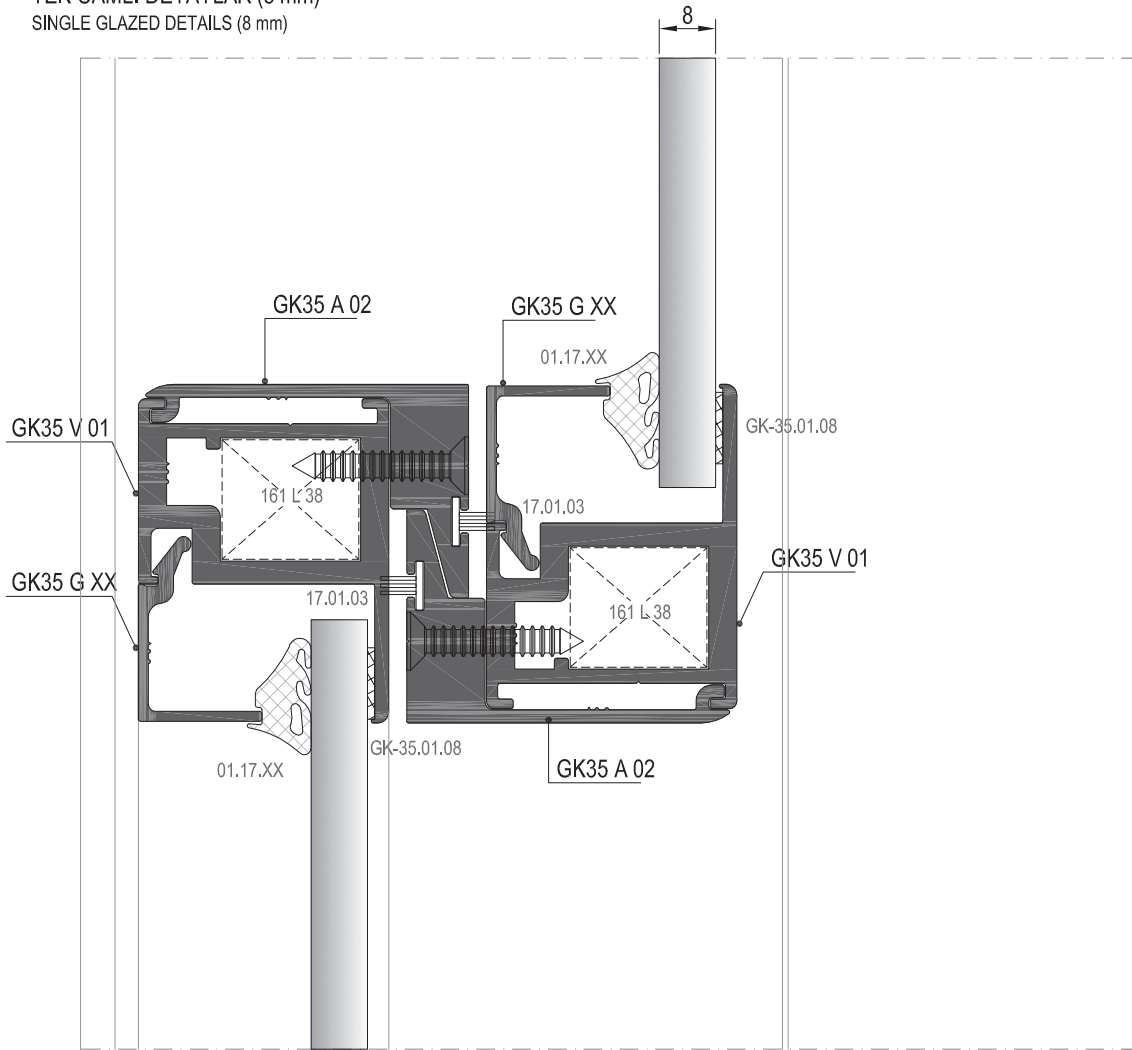 SINGLE GLAZED DETAILS (8 mm)
8
GK35 A 02
GK35 G XX
01.17.XX
GK35 V 01
GK-35.01.08
161 L 38
17.01.03
GK35 V 01
GK35 G XX
17.01.03
161 L 38
GK-35.01.08
01.17.XX
GK35 A 02